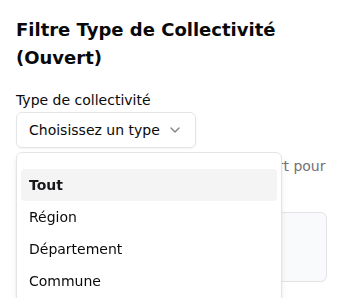 Filtre Type de Collectivité
(Ouvert)
Type de collectivité
Choisissez un type
rt pour
Tout
Région
Département
Commune